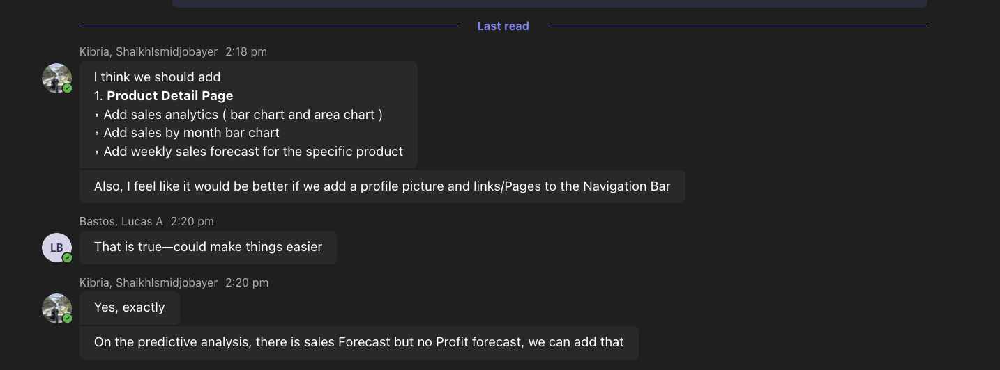 Last read
Kibria, ShaikhIsmidjobayer 2:18 pm
I think we should add
1. Product Detail Page
◦ Add sales analytics ( bar chart and area chart )
◦ Add sales by month bar chart
◦ Add weekly sales forecast for the specific product
Also, I feel like it would be better if we add a profile picture and links/Pages to the Navigation Bar
Bastos, Lucas A 2:20 pm
LB
That is true—could make things easier
Kibria, ShaikhIsmidjobayer 2:20 pm
Yes, exactly
On the predictive analysis, there is sales Forecast but no Profit forecast, we can add that